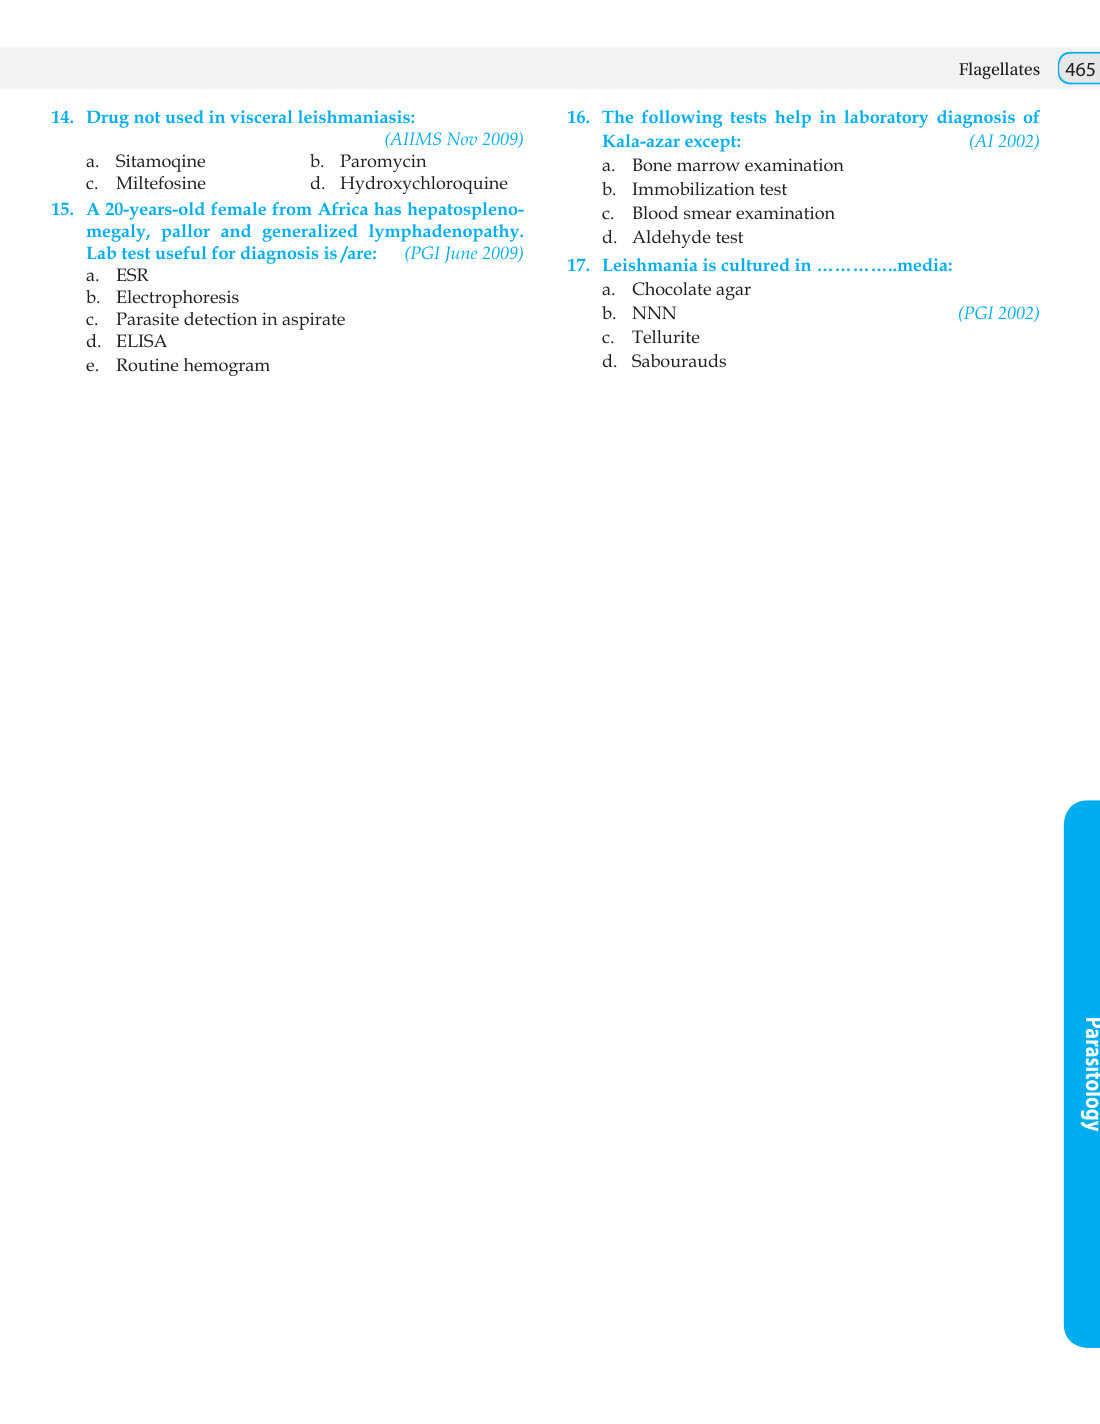 Flagellates 465
14. Drug not used in visceral leishmaniasis:
(AIIMS Nov 2009)
a. Sitamoqine b. Paromycin
c. Miltefosine d. Hydroxychloroquine
15. A 20-years-old female from Africa has hepatospleno-
megaly, pallor and generalized lymphadenopathy.
Lab test useful for diagnosis is/are: (PGI June 2009)
a. ESR
b. Electrophoresis
c. Parasite detection in aspirate
d. ELISA
e. Routine hemogram
16. The following tests help in laboratory diagnosis of
Kala-azar except: (AI 2002)
a. Bone marrow examination
b. Immobilization test
c. Blood smear examination
d. Aldehyde test
17. Leishmania is cultured in …………..media:
a. Chocolate agar
b. NNN (PGI 2002)
c. Tellurite
d. Sabourauds
Parasitology